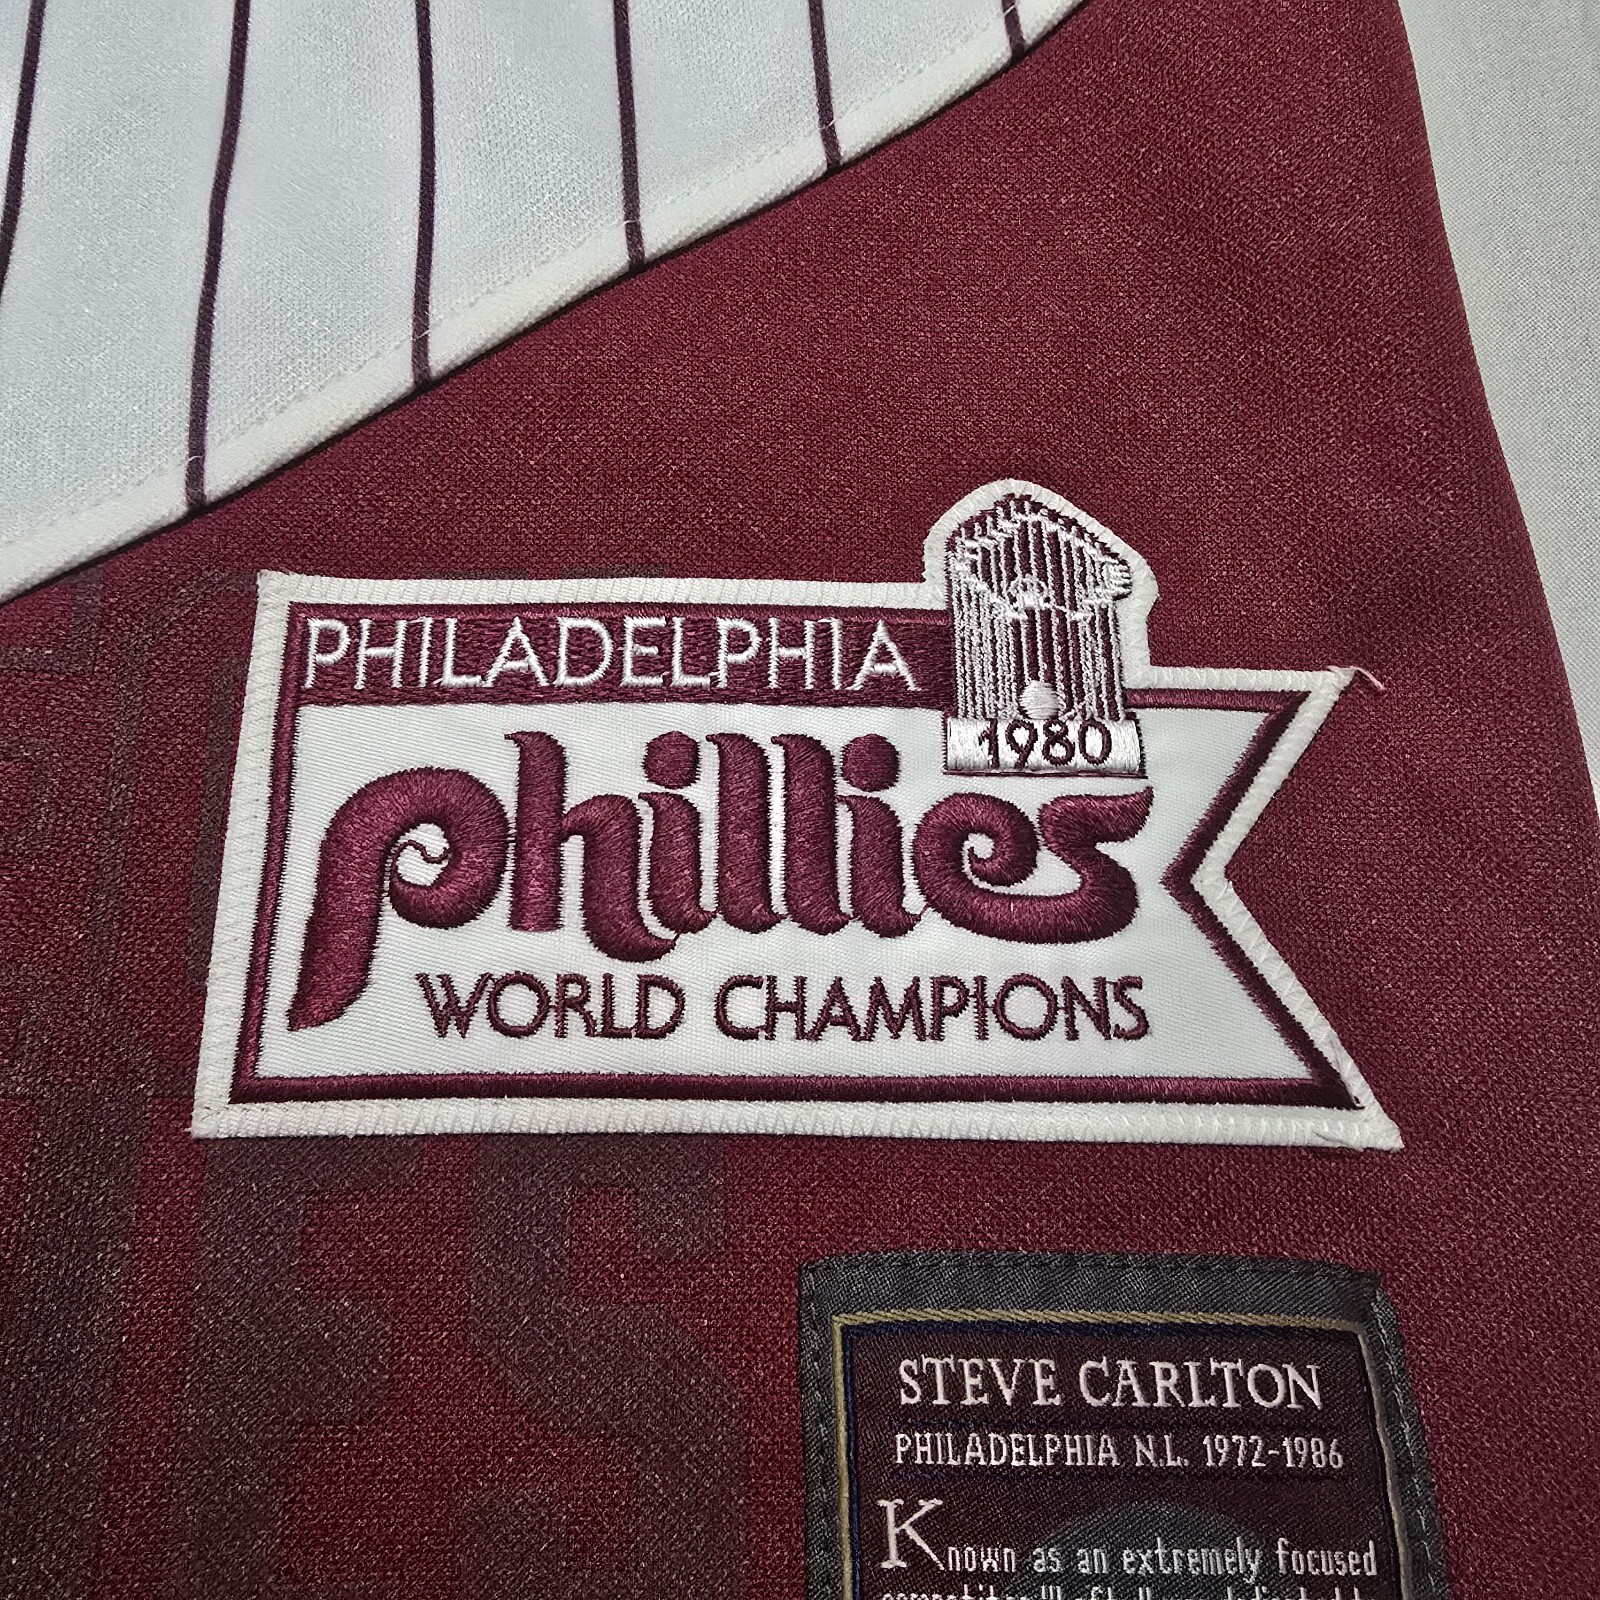 PHILADELPHIA
1980
phillies
WORLD CHAMPIONS
STEVE CARLTON
PHILADELPHIA N.L. 1972-1986
Known as an extremely focused